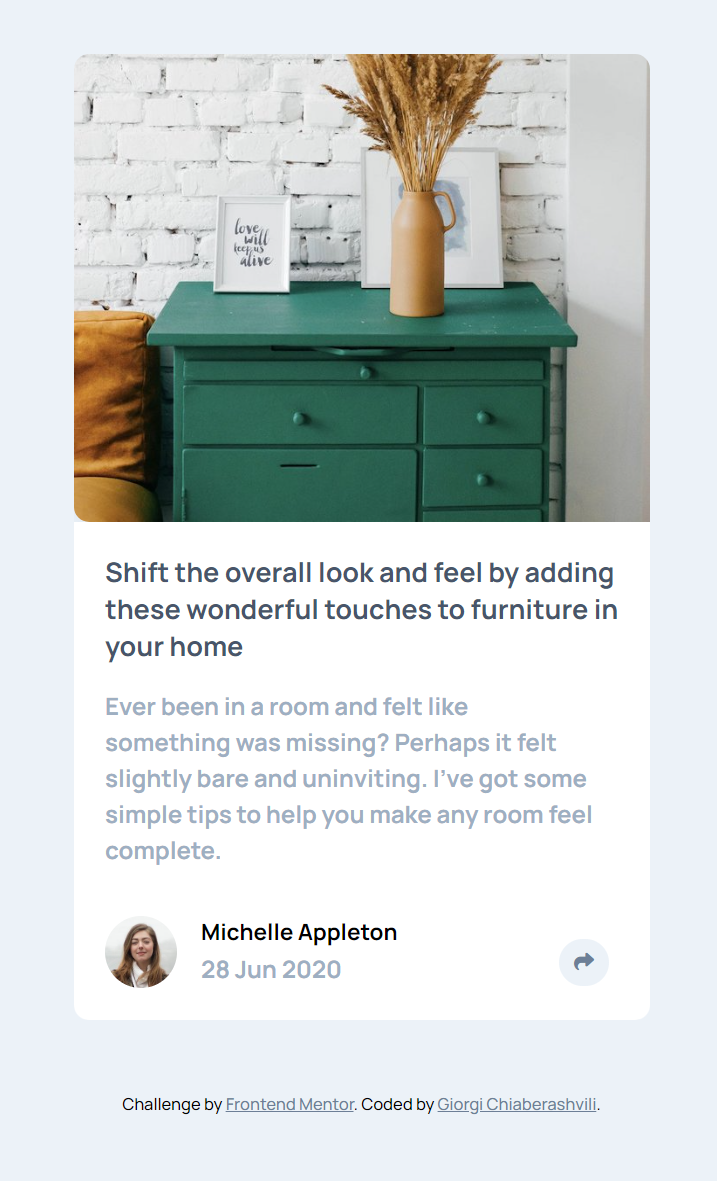 love
will
keep us
alive
Shift the overall look and feel by adding
these wonderful touches to furniture in
your home
Ever been in a room and felt like
something was missing? Perhaps it felt
slightly bare and uninviting. I’ve got some
simple tips to help you make any room feel
complete.
Michelle Appleton
28 Jun 2020
Challenge by Frontend Mentor. Coded by Giorgi Chiaberashvili.